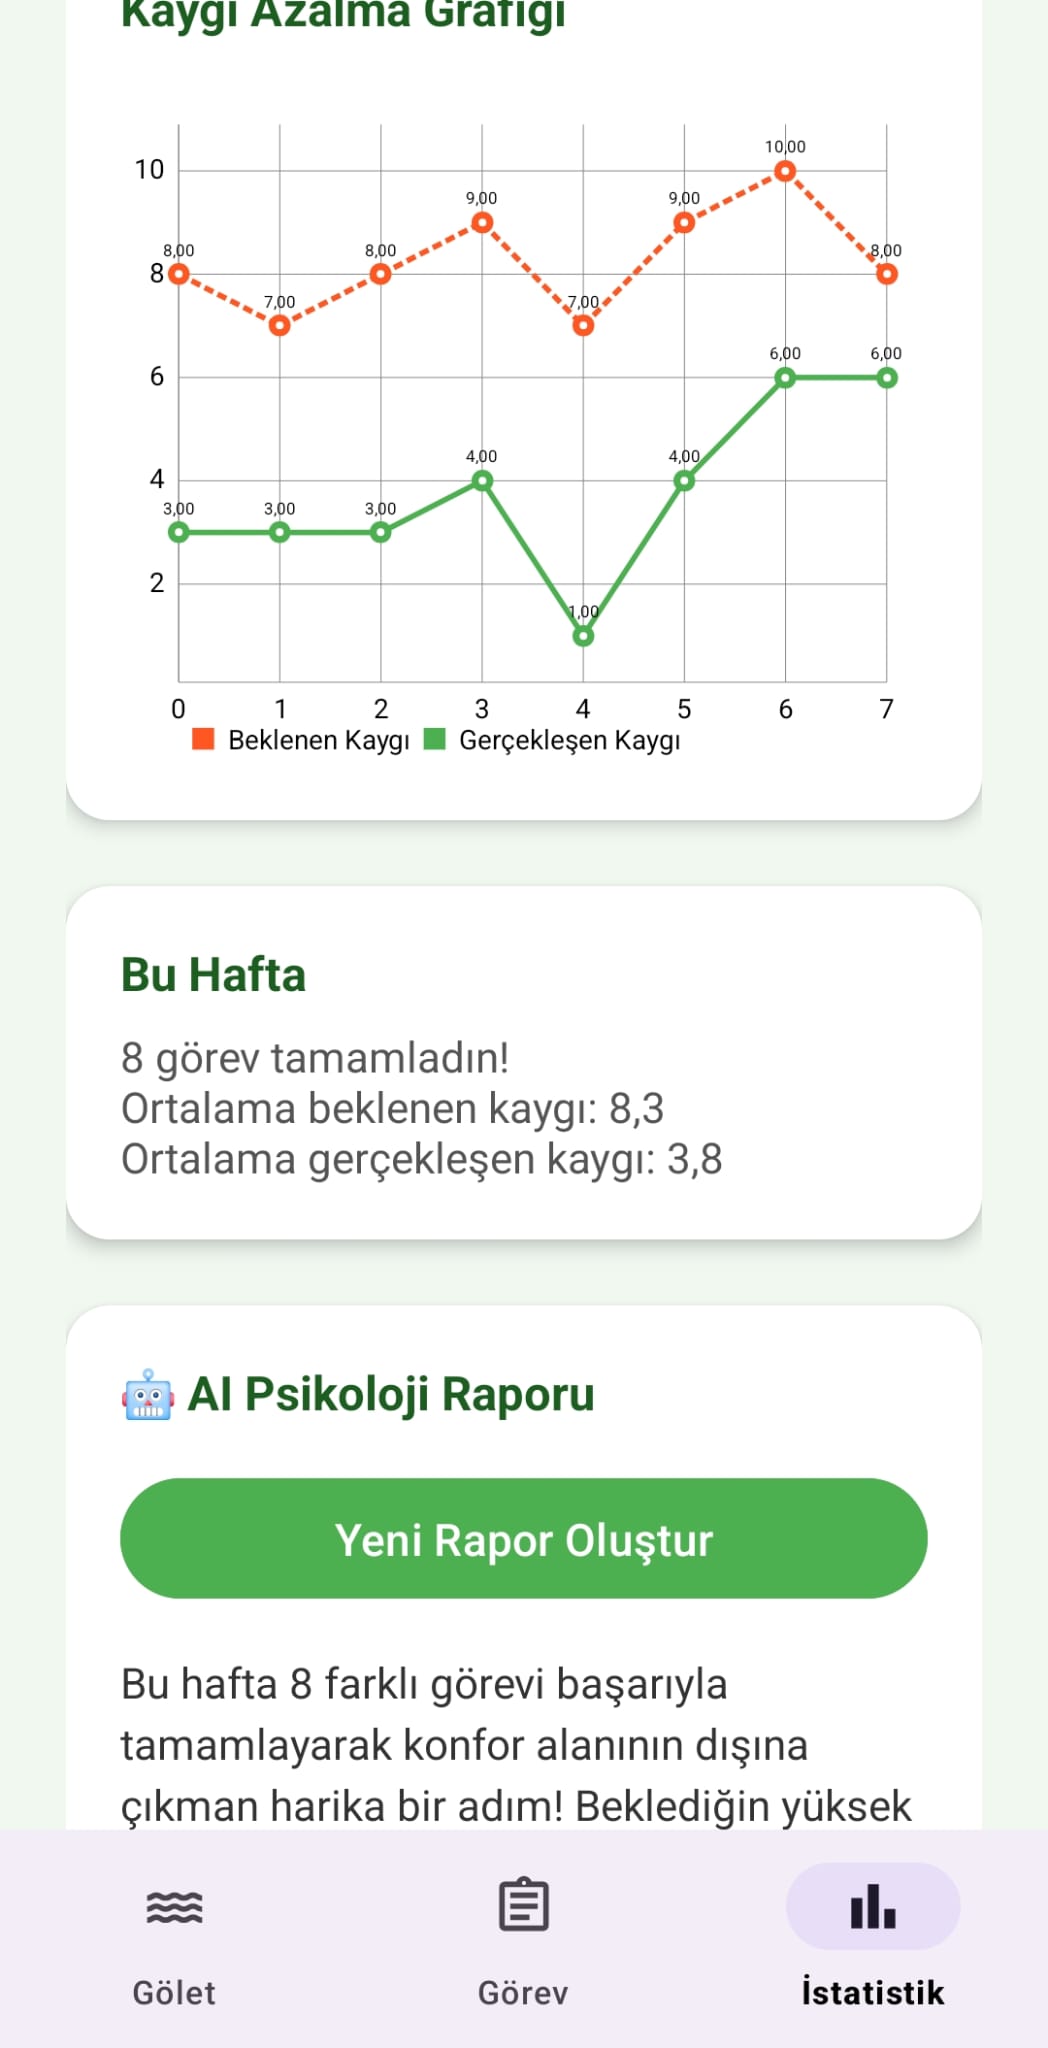 Kaygı Azalma Grafiği
10
8
6
4
2
8,00
7,00
8,00
9,00
7,00
9,00
10,00
8,00
3,00
3,00
3,00
4,00
1,00
4,00
6,00
6,00
0 1 2 3 4 5 6 7
Beklenen Kaygı Gerçekleşen Kaygı
Bu Hafta
8 görev tamamladın!
Ortalama beklenen kaygı: 8,3
Ortalama gerçekleşen kaygı: 3,8
🤖 AI Psikoloji Raporu
Yeni Rapor Oluştur
Bu hafta 8 farklı görevi başarıyla
tamamlayarak konfor alanının dışına
çıkman harika bir adım! Beklediğin yüksek
Gölet Görev İstatistik